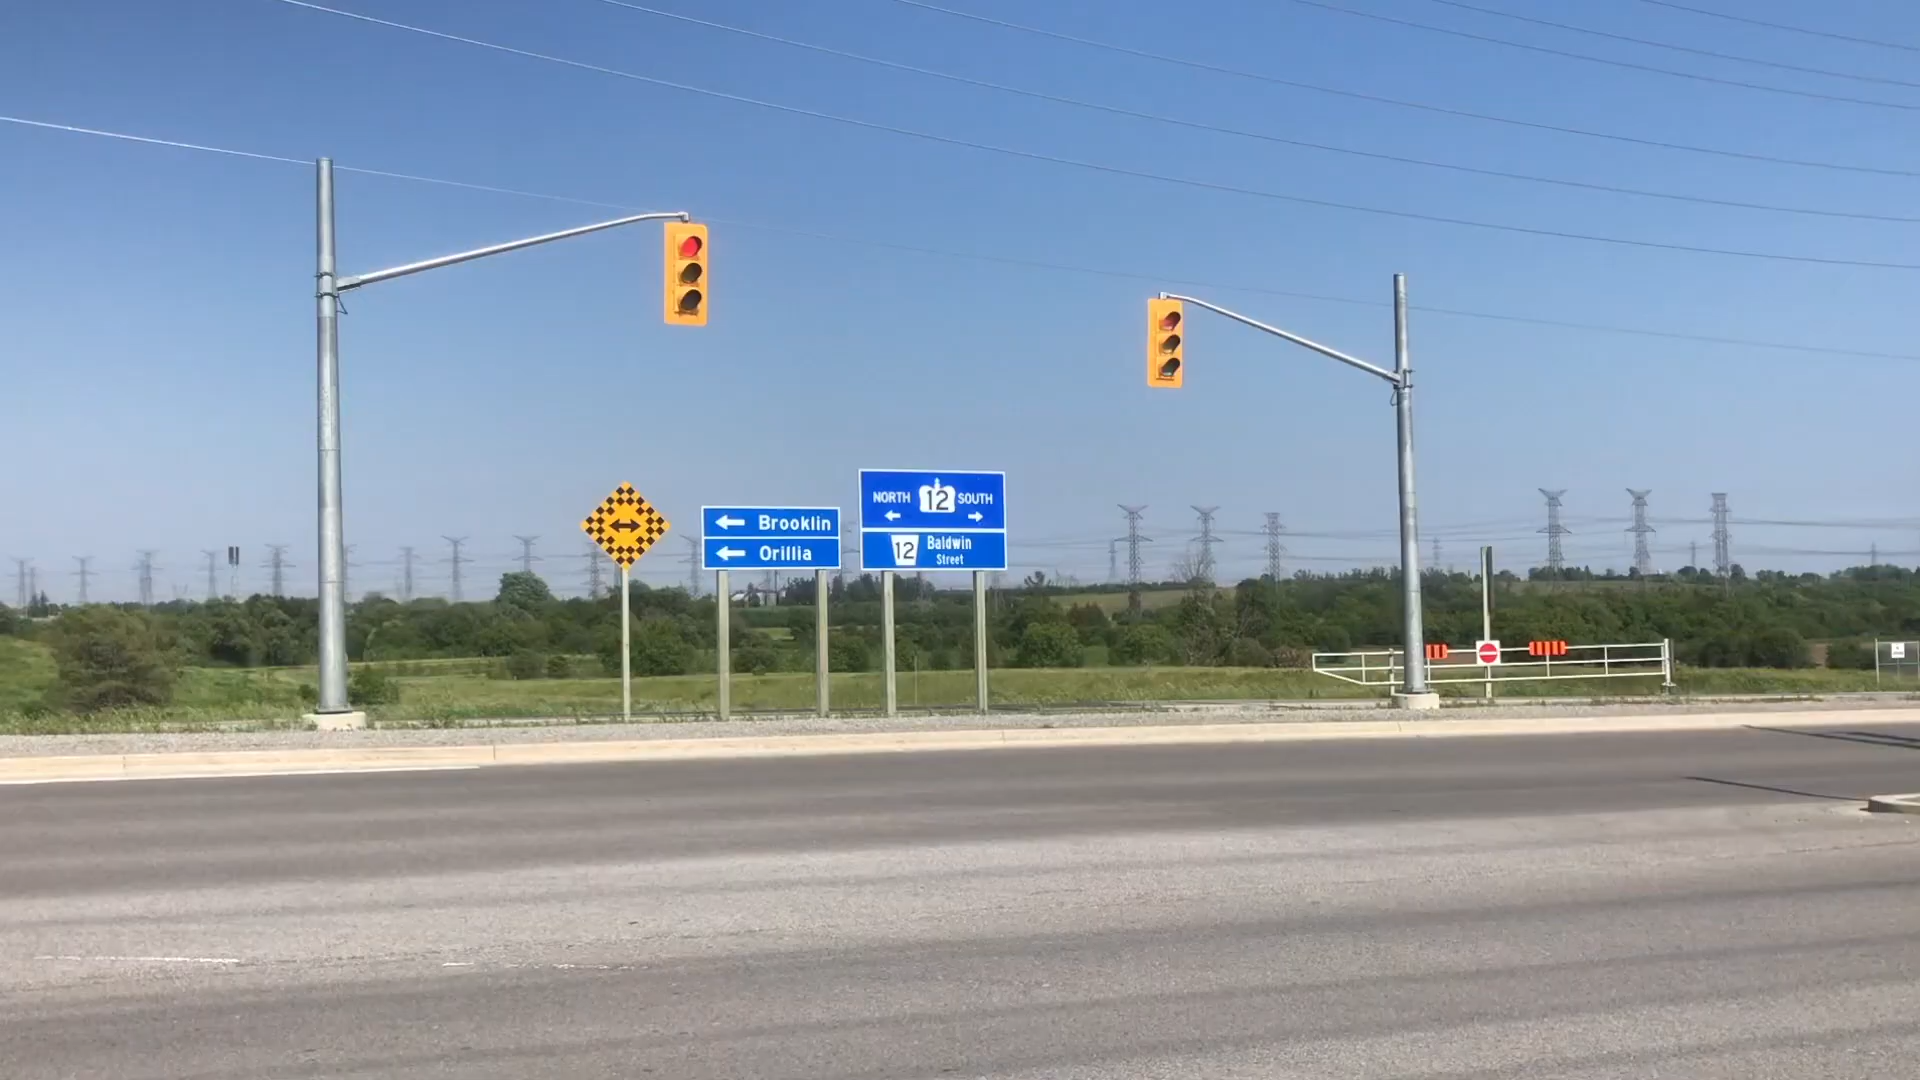 Brooklin
Orillia
NORTH 12 SOUTH
12 Baldwin
Street